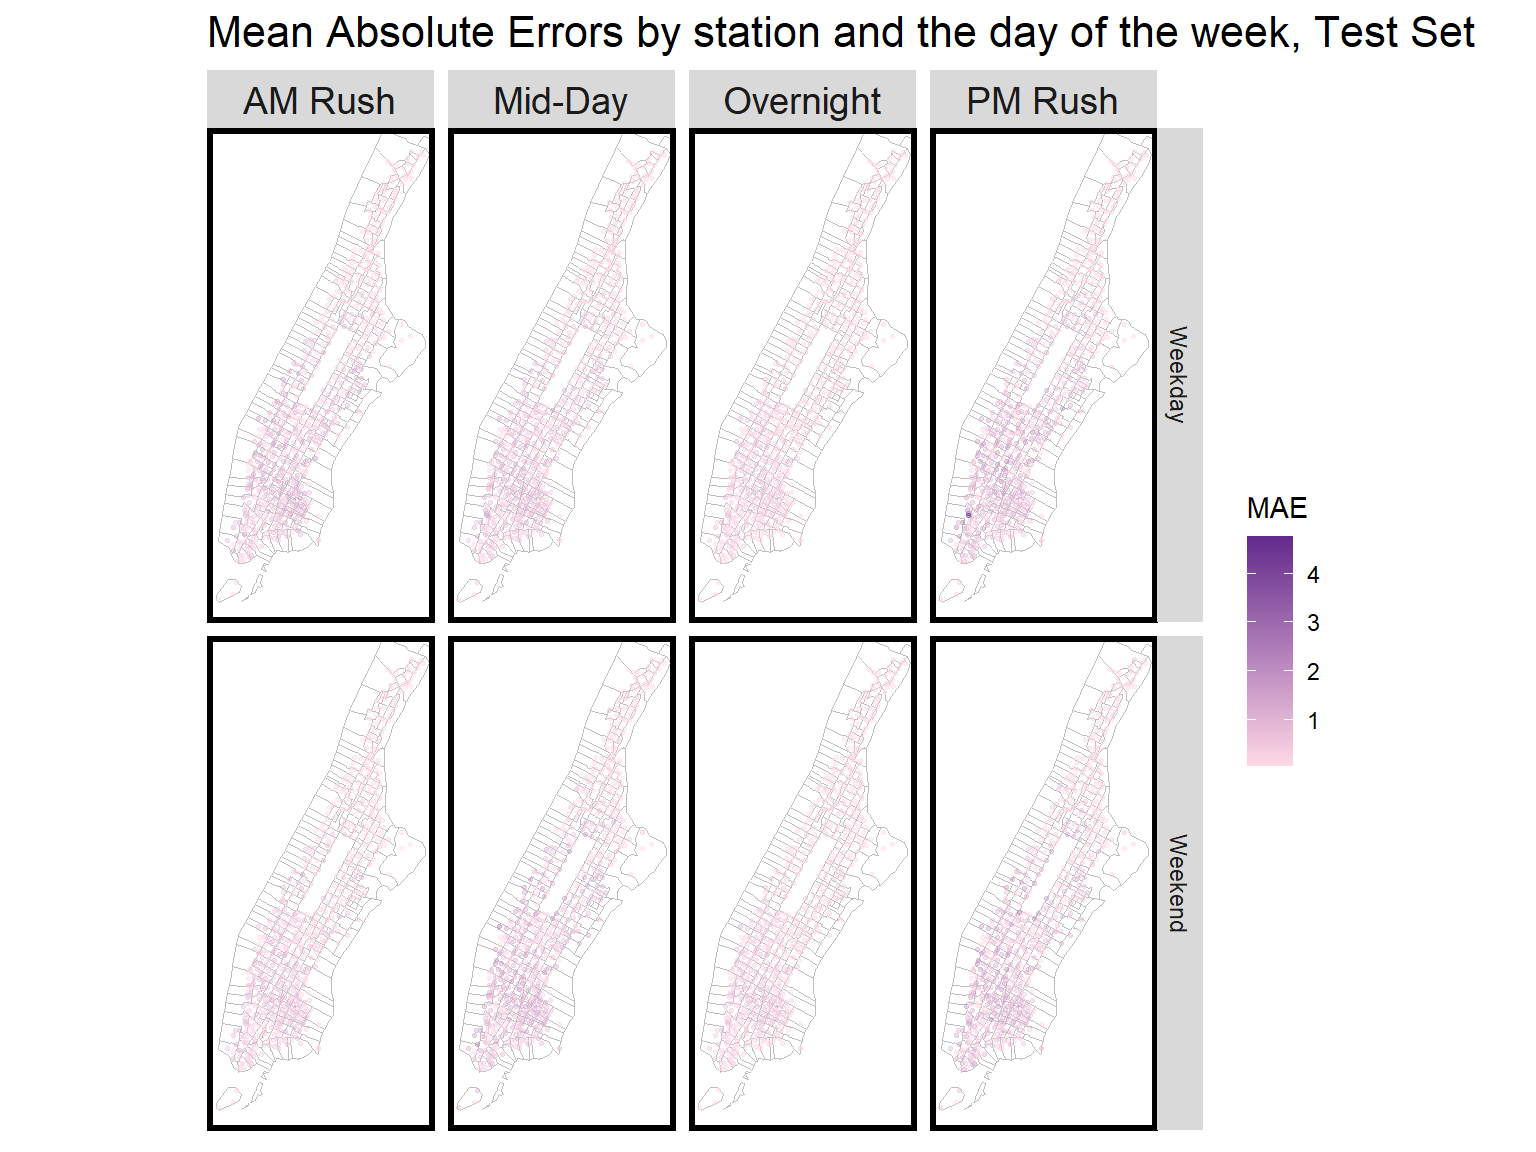 Mean Absolute Errors by station and the day of the week, Test Set
AM Rush
Mid-Day
Overnight
PM Rush
Weekday
Weekend
MAE
4
3
2
1